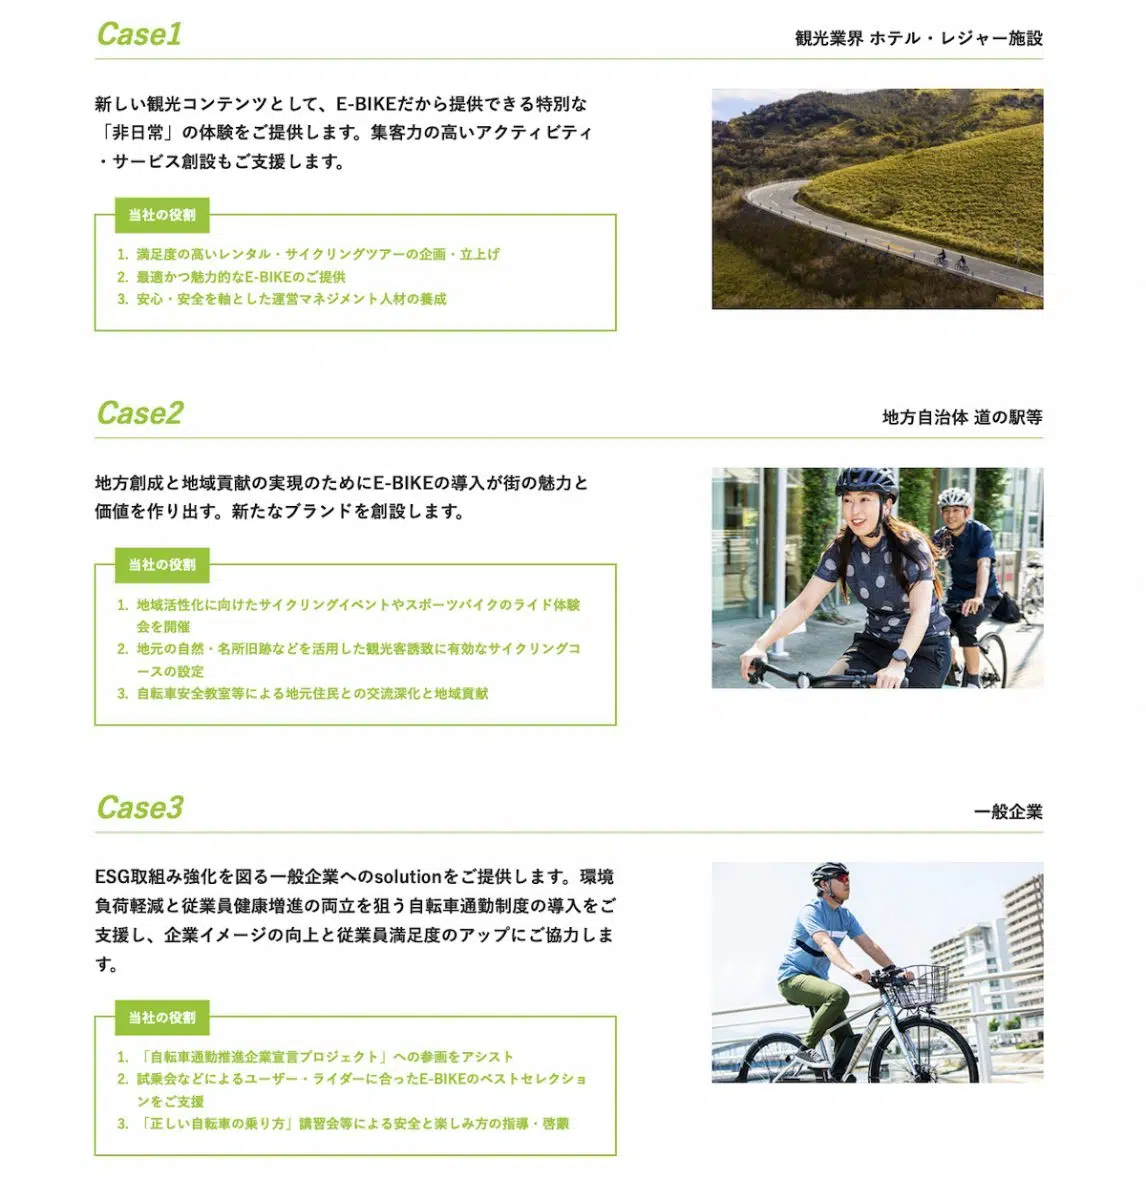 Case1
観光業界 ホテル・レジャー施設
新しい観光コンテンツとして、E-BIKEだから提供できる特別な
「非日常」の体験をご提供します。集客力の高いアクティビティ
・サービス創設もご支援します。
当社の役割
1. 満足度の高いレンタル・サイクリングツアーの企画・立上げ
2. 最適かつ魅力的なE-BIKEのご提供
3. 安心・安全を軸とした運営マネジメント人材の養成
Case2
地方自治体 道の駅等
地方創成と地域貢献の実現のためにE-BIKEの導入が街の魅力と
価値を作り出す。新たなブランドを創設します。
当社の役割
1. 地域活性化に向けたサイクリングイベントやスポーツバイクのライド体験
会を開催
2. 地元の自然・名所旧跡などを活用した観光客誘致に有効なサイクリングコ
ースの設定
3. 自転車安全教室等による地元住民との交流深化と地域貢献
Case3
一般企業
ESG取組み強化を図る一般企業へのsolutionをご提供します。環境
負荷軽減と従業員健康増進の両立を狙う自転車通勤制度の導入をご
支援し、企業イメージの向上と従業員満足度のアップにご協力しま
す。
当社の役割
1. 「自転車通勤推進企業宣言プロジェクト」への参画をアシスト
2. 試乗会などによるユーザー・ライダーに合ったE-BIKEのベストセレクショ
ンをご支援
3. 「正しい自転車の乗り方」講習会等による安全と楽しみ方の指導・啓蒙